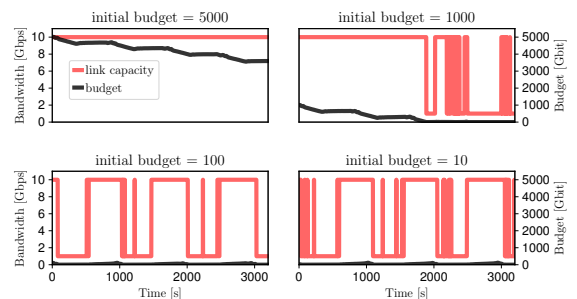 initial budget = 5000
initial budget = 1000
Bandwidth [Gbps]
10
8
6
4
2
0
link capacity
budget
5000
4000
3000
2000
1000
0
Budget [Gbit]
initial budget = 100
initial budget = 10
Bandwidth [Gbps]
10
8
6
4
2
0
5000
4000
3000
2000
1000
0
Budget [Gbit]
0 1000 2000 3000
0 1000 2000 3000
Time [s]
Time [s]